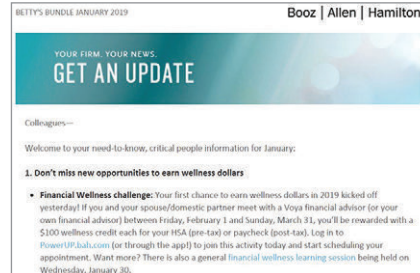 BETTY'S BUNDLE JANUARY 2019
Booz | Allen | Hamilton
YOUR FIRM. YOUR NEWS.
GET AN UPDATE
Colleagues—
Welcome to your need-to-know, critical people information for January:
1. Don't miss new opportunities to earn wellness dollars
• Financial Wellness challenge: Your first chance to earn wellness dollars in 2019 kicked off
yesterday! If you and your spouse/domestic partner meet with a Voya financial advisor (or your
own financial advisor) between Friday, February 1 and Sunday, March 31, you'll be rewarded with a
$100 wellness credit each for your HSA (pre-tax) or paycheck (post-tax). Log in to
PowerUP.bah.com (or through the app!) to join this activity today and start scheduling your
appointment. Want more? There is also a general financial wellness learning session being held on
Wednesday, January 30.